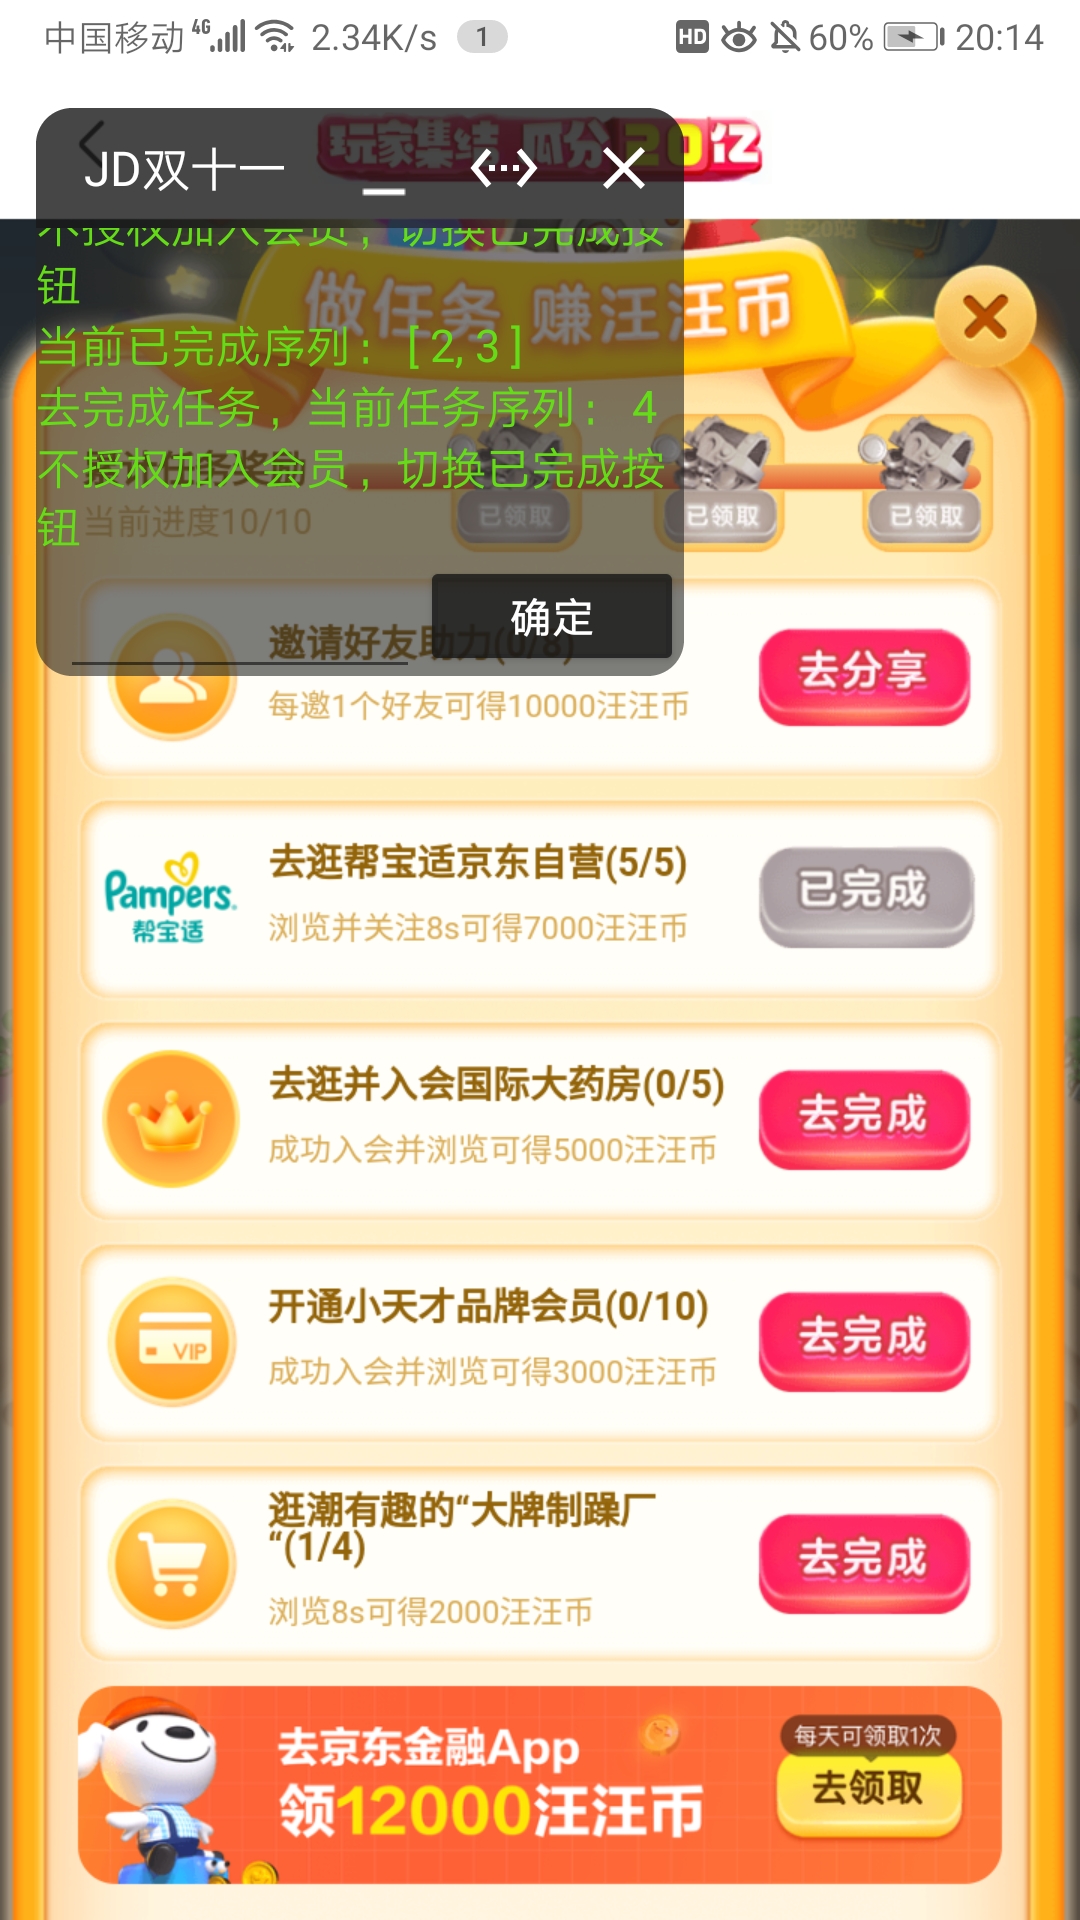 中国移动 4G 2.34K/s 1 HD 60% 20:14
玩家集结 瓜分20亿
JD双十一
不授权加入会员，切换已完成按
钮
做任务 赚汪汪币
当前已完成序列：[2,3]
去完成任务，当前任务序列：4
不授权加入会员，切换已完成按
钮
当前进度10/10
已领取 已领取 已领取
确定
邀请好友助力(0/8)
每邀1个好友可得10000汪汪币
去分享
Pampers.
帮宝适
去逛帮宝适京东自营(5/5)
浏览并关注8s可得7000汪汪币
已完成
去逛并入会国际大药房(0/5)
成功入会并浏览可得5000汪汪币
去完成
VIP
开通小天才品牌会员(0/10)
成功入会并浏览可得3000汪汪币
去完成
逛潮有趣的“大牌制躁厂
“(1/4)
浏览8s可得2000汪汪币
去完成
去京东金融App
领12000汪汪币
每天可领取1次
去领取